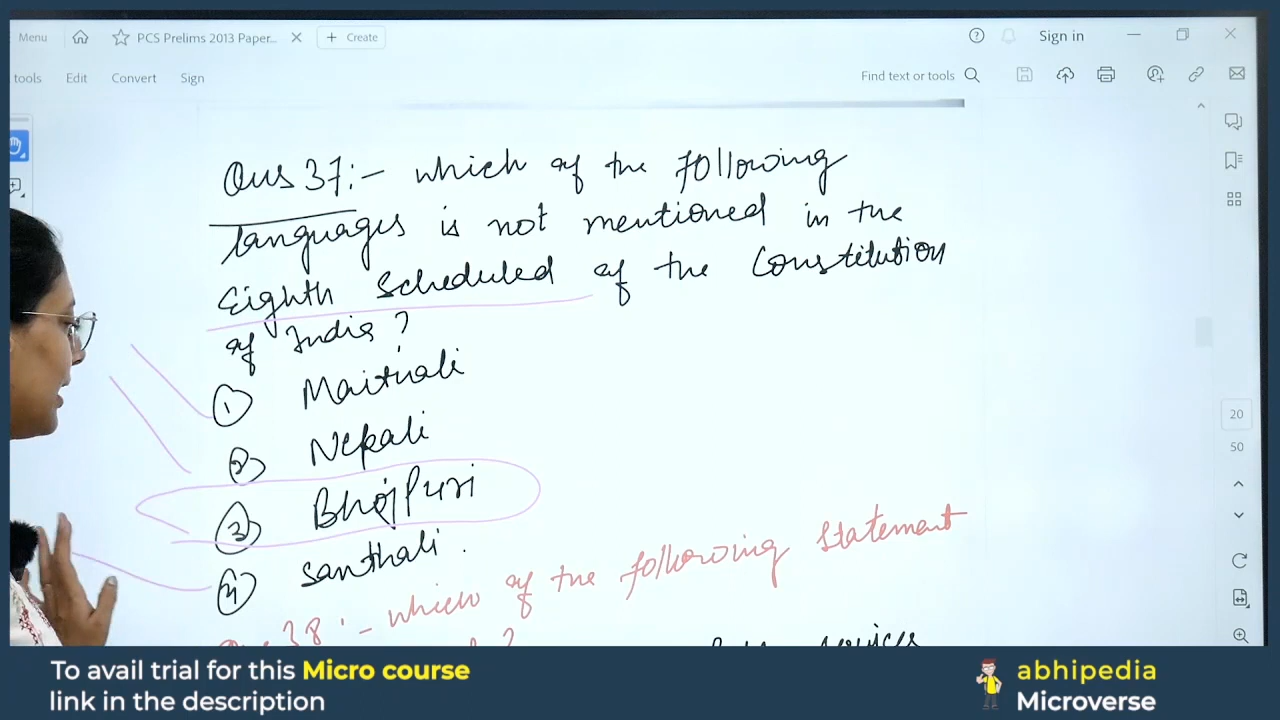 Menu
PCS Prelims 2013 Paper...
+ Create
Sign in
tools Edit Convert Sign
Find text or tools
Ques 37:- which of the following
languages is not mentioned in the
Eighth Scheduled of the Constitution
of India?
① Maithali
② Nepali
③ Bhojpuri
④ santhali.
Ques 38:- which of the following statement
services
20
50
To avail trial for this Micro course
link in the description
abhipedia
Microverse